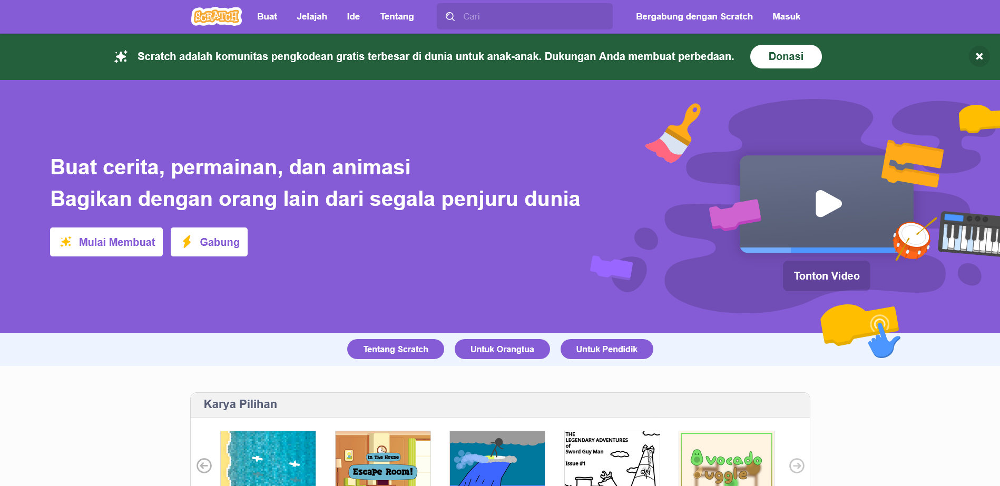 SCRATCH
Buat
Jelajah
Ide
Tentang
Cari
Bergabung dengan Scratch
Masuk
Scratch adalah komunitas pengkodean gratis terbesar di dunia untuk anak-anak. Dukungan Anda membuat perbedaan.
Donasi
Buat cerita, permainan, dan animasi
Bagikan dengan orang lain dari segala penjuru dunia
Mulai Membuat
Gabung
Tonton Video
Tentang Scratch
Untuk Orangtua
Untuk Pendidik
Karya Pilihan
In The House
Escape Room!
THE
LEGENDARY ADVENTURES
of
Sword Guy Man
Issue #1
Avocado
uggle